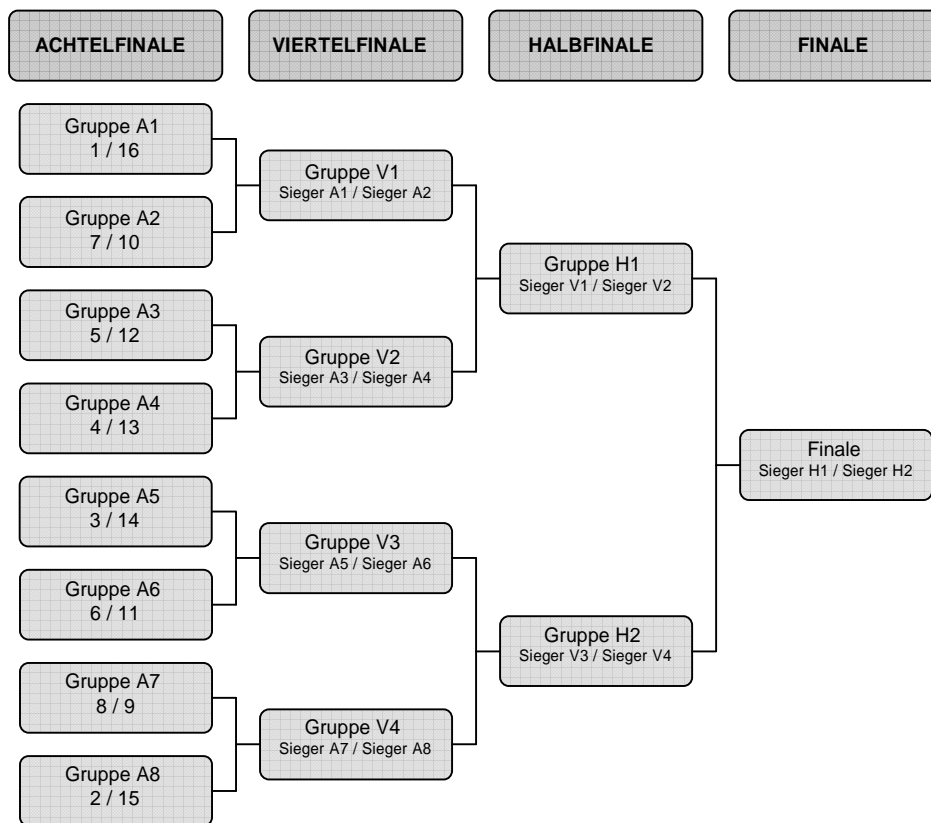 ACHTELFINALE
VIERTELFINALE
HALBFINALE
FINALE
Gruppe A1
1 / 16
Gruppe A2
7 / 10
Gruppe A3
5 / 12
Gruppe A4
4 / 13
Gruppe A5
3 / 14
Gruppe A6
6 / 11
Gruppe A7
8 / 9
Gruppe A8
2 / 15
Gruppe V1
Sieger A1 / Sieger A2
Gruppe V2
Sieger A3 / Sieger A4
Gruppe V3
Sieger A5 / Sieger A6
Gruppe V4
Sieger A7 / Sieger A8
Gruppe H1
Sieger V1 / Sieger V2
Gruppe H2
Sieger V3 / Sieger V4
Finale
Sieger H1 / Sieger H2